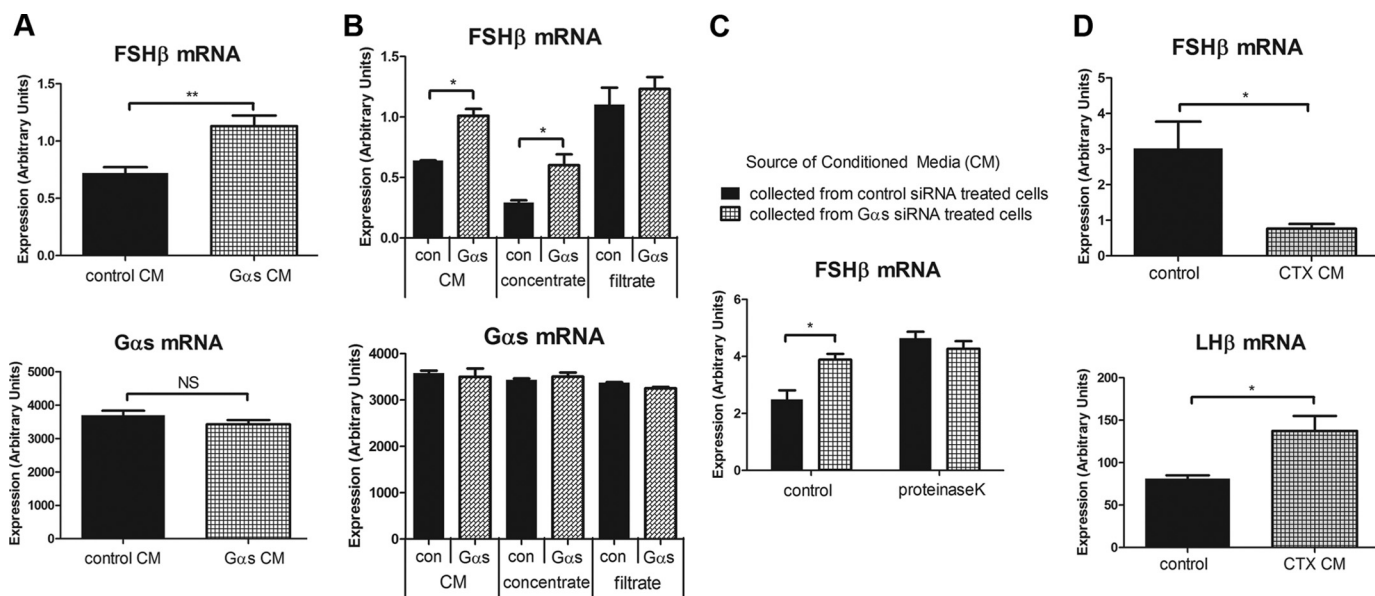 A
FSHβ mRNA
Expression (Arbitrary Units)
1.5
1.0
0.5
0.0
**
control CM
Gαs CM
Gαs mRNA
Expression (Arbitrary Units)
5000
4000
3000
2000
1000
0
NS
control CM
Gαs CM
B
FSHβ mRNA
Expression (Arbitrary Units)
1.5
1.0
0.5
0.0
*
*
con Gαs con Gαs con Gαs
CM concentrate filtrate
Gαs mRNA
Expression (Arbitrary Units)
4000
3000
2000
1000
0
con Gαs con Gαs con Gαs
CM concentrate filtrate
C
Source of Conditioned Media (CM)
collected from control siRNA treated cells
collected from Gαs siRNA treated cells
FSHβ mRNA
Expression (Arbitrary Units)
6
4
2
0
*
control
proteinaseK
D
FSHβ mRNA
Expression (Arbitrary Units)
5
4
3
2
1
0
*
control
CTX CM
LHβ mRNA
Expression (Arbitrary Units)
200
150
100
50
0
*
control
CTX CM